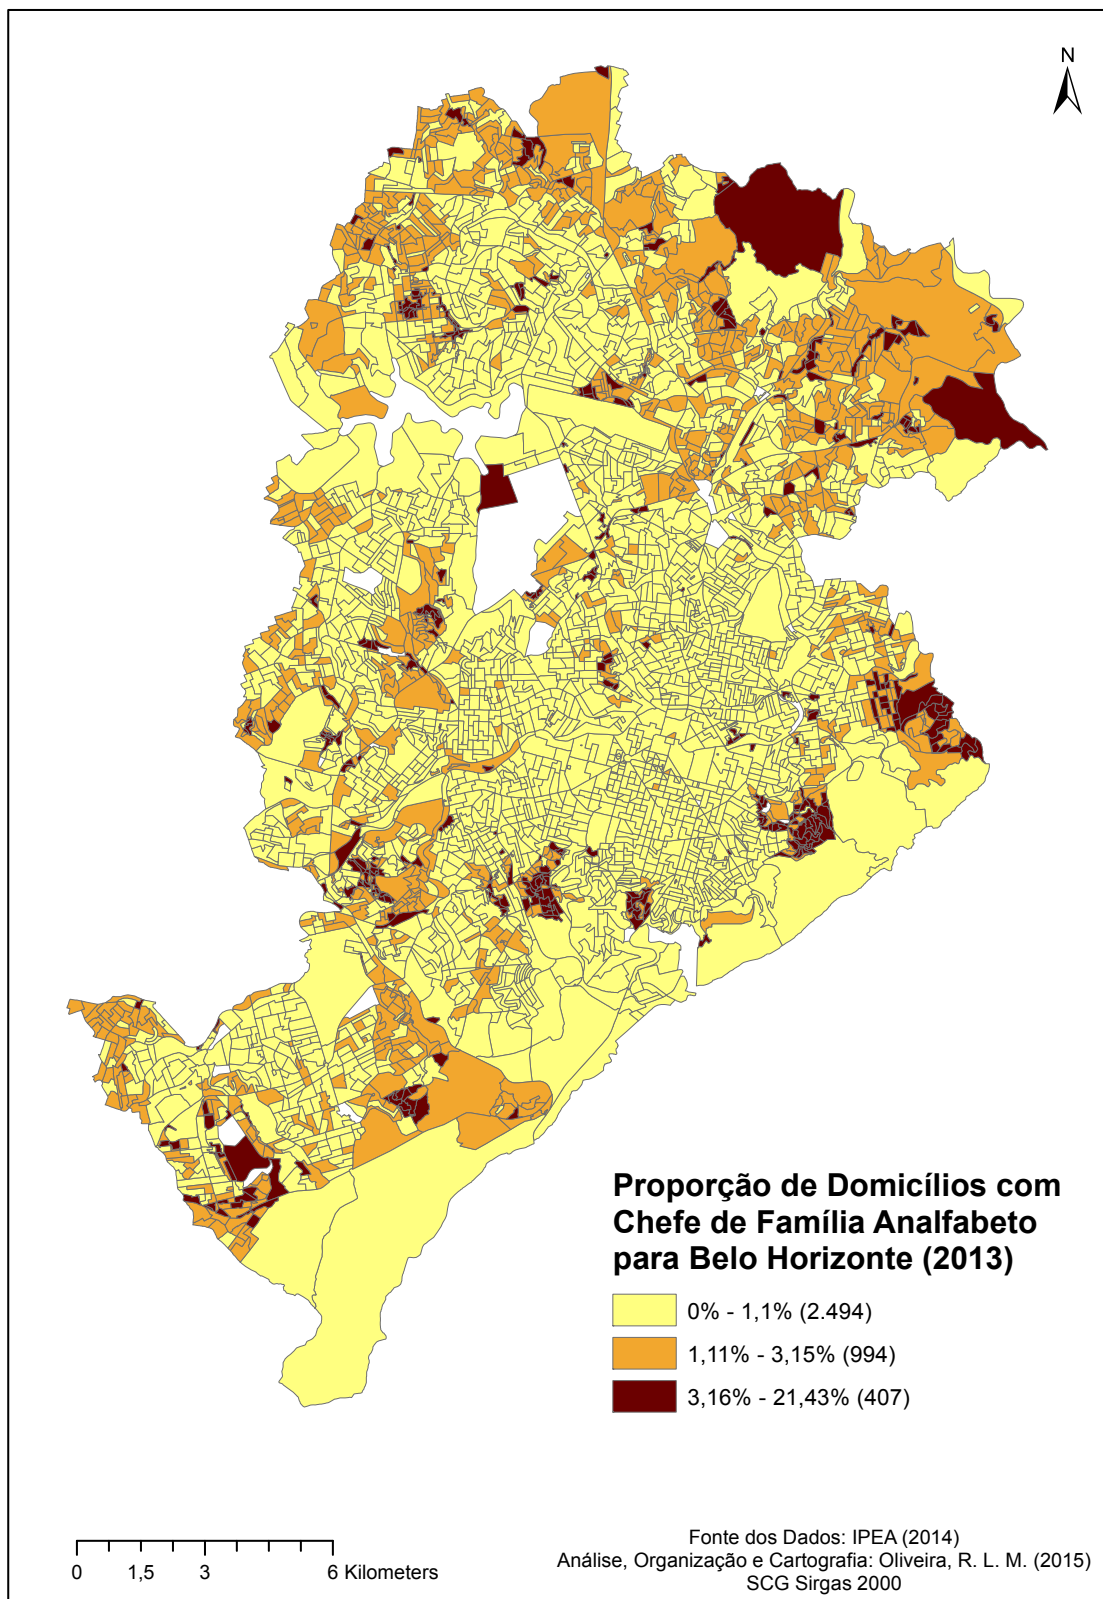 N
Proporção de Domicílios com
Chefe de Família Analfabeto
para Belo Horizonte (2013)
0% - 1,1% (2.494)
1,11% - 3,15% (994)
3,16% - 21,43% (407)
0 1,5 3 6 Kilometers
Fonte dos Dados: IPEA (2014)
Análise, Organização e Cartografia: Oliveira, R. L. M. (2015)
SCG Sirgas 2000